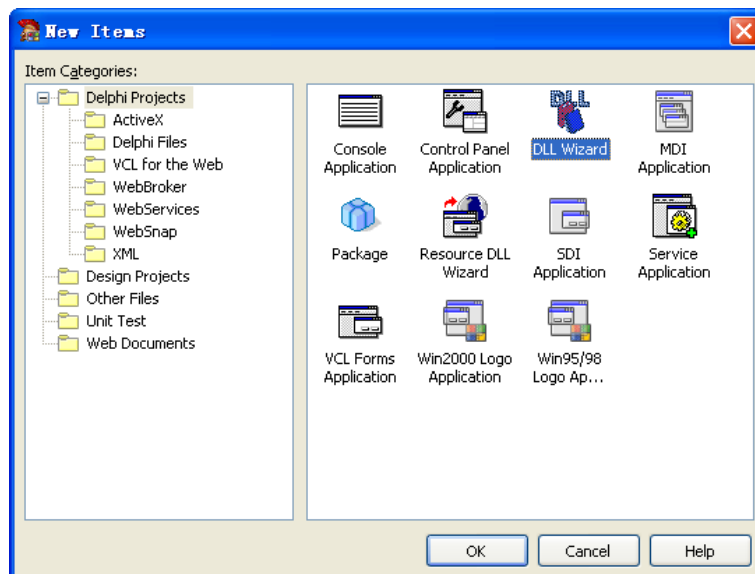 New Items
Item Categories:
Delphi Projects
ActiveX
Delphi Files
VCL for the Web
WebBroker
WebServices
WebSnap
XML
Design Projects
Other Files
Unit Test
Web Documents
Console
Application
Control Panel
Application
DLL
DLL Wizard
MDI
Application
Package
Resource DLL
Wizard
SDI
Application
Service
Application
VCL Forms
Application
Win2000 Logo
Application
Win95/98
Logo Ap...
OK
Cancel
Help